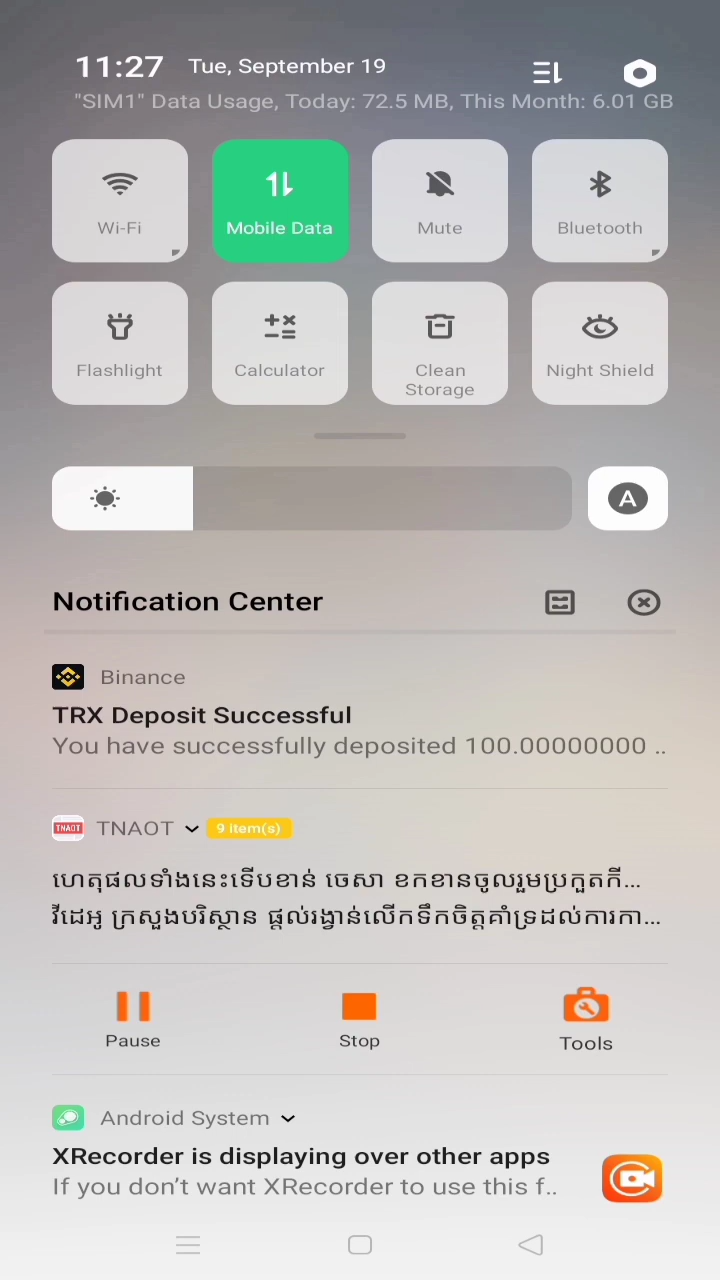 11:27 Tue, September 19
"SIM1" Data Usage, Today: 72.5 MB, This Month: 6.01 GB
Wi-Fi
Mobile Data
Mute
Bluetooth
Flashlight
Calculator
Clean
Storage
Night Shield
A
Notification Center
Binance
TRX Deposit Successful
You have successfully deposited 100.00000000 ..
TNAOT TNAOT 9 item(s)
ហេតុផលទាំងនេះទើបខាន់ ចេសា ខកខានចូលរួមប្រកួតកី...
វីដេអូ ក្រសួងបរិស្ថាន ផ្តល់រង្វាន់លើកទឹកចិត្តគាំទ្រដល់ការកា...
Pause
Stop
Tools
Android System
XRecorder is displaying over other apps
If you don't want XRecorder to use this f..